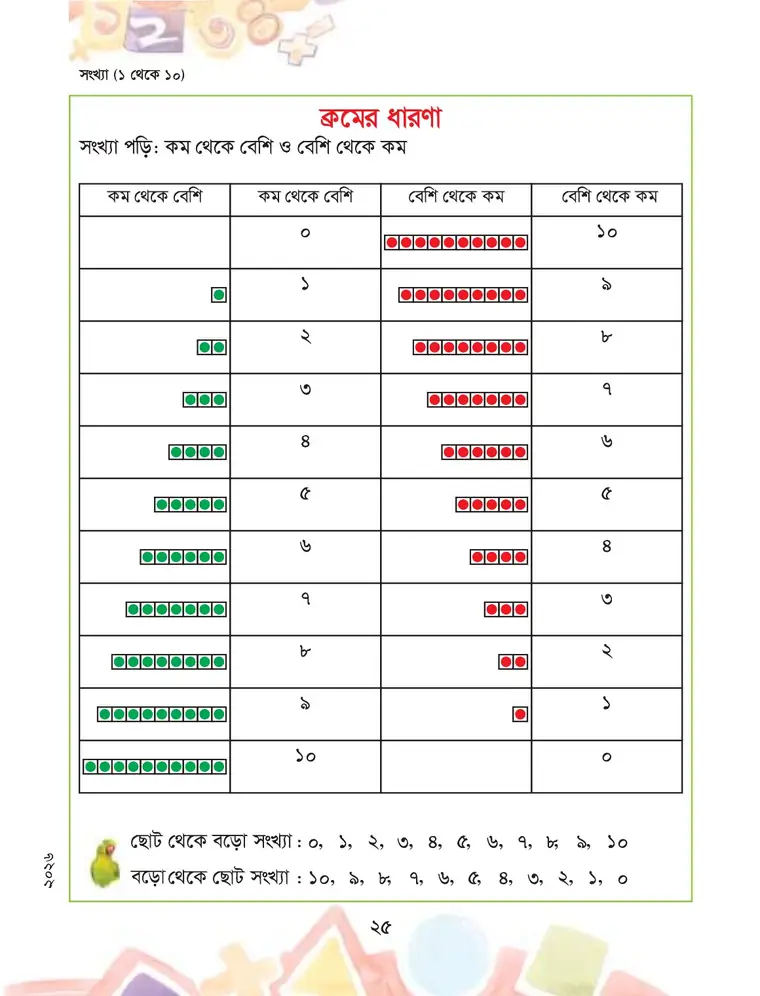 সংখ্যা (১ থেকে ১০)
ক্রমের ধারণা
সংখ্যা পড়ি: কম থেকে বেশি ও বেশি থেকে কম
কম থেকে বেশি কম থেকে বেশি বেশি থেকে কম বেশি থেকে কম
০ ১০
১ ৯
২ ৮
৩ ৭
৪ ৬
৫ ৫
৬ ৪
৭ ৩
৮ ২
৯ ১
১০ ০
ছোট থেকে বড়ো সংখ্যা : ০, ১, ২, ৩, ৪, ৫, ৬, ৭, ৮, ৯, ১০
বড়ো থেকে ছোট সংখ্যা : ১০, ৯, ৮, ৭, ৬, ৫, ৪, ৩, ২, ১, ০
২০২৬
২৫